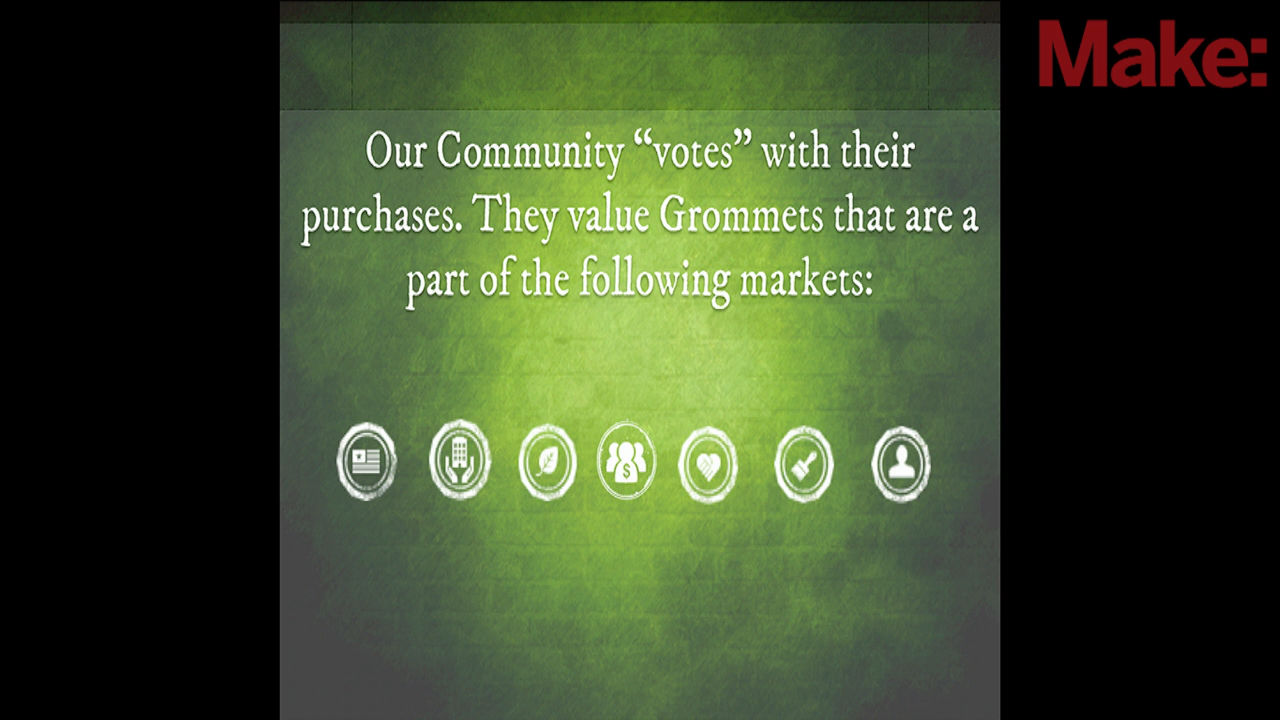 Make:
Our Community “votes” with their
purchases. They value Grommets that are a
part of the following markets:
$